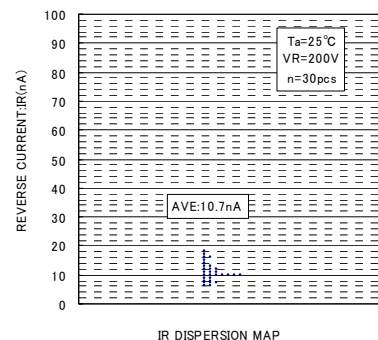 100
90
80
70
60
50
40
30
20
10
0
REVERSE CURRENT:IR(nA)
Ta=25°C
VR=200V
n=30pcs
AVE:10.7nA
IR DISPERSION MAP